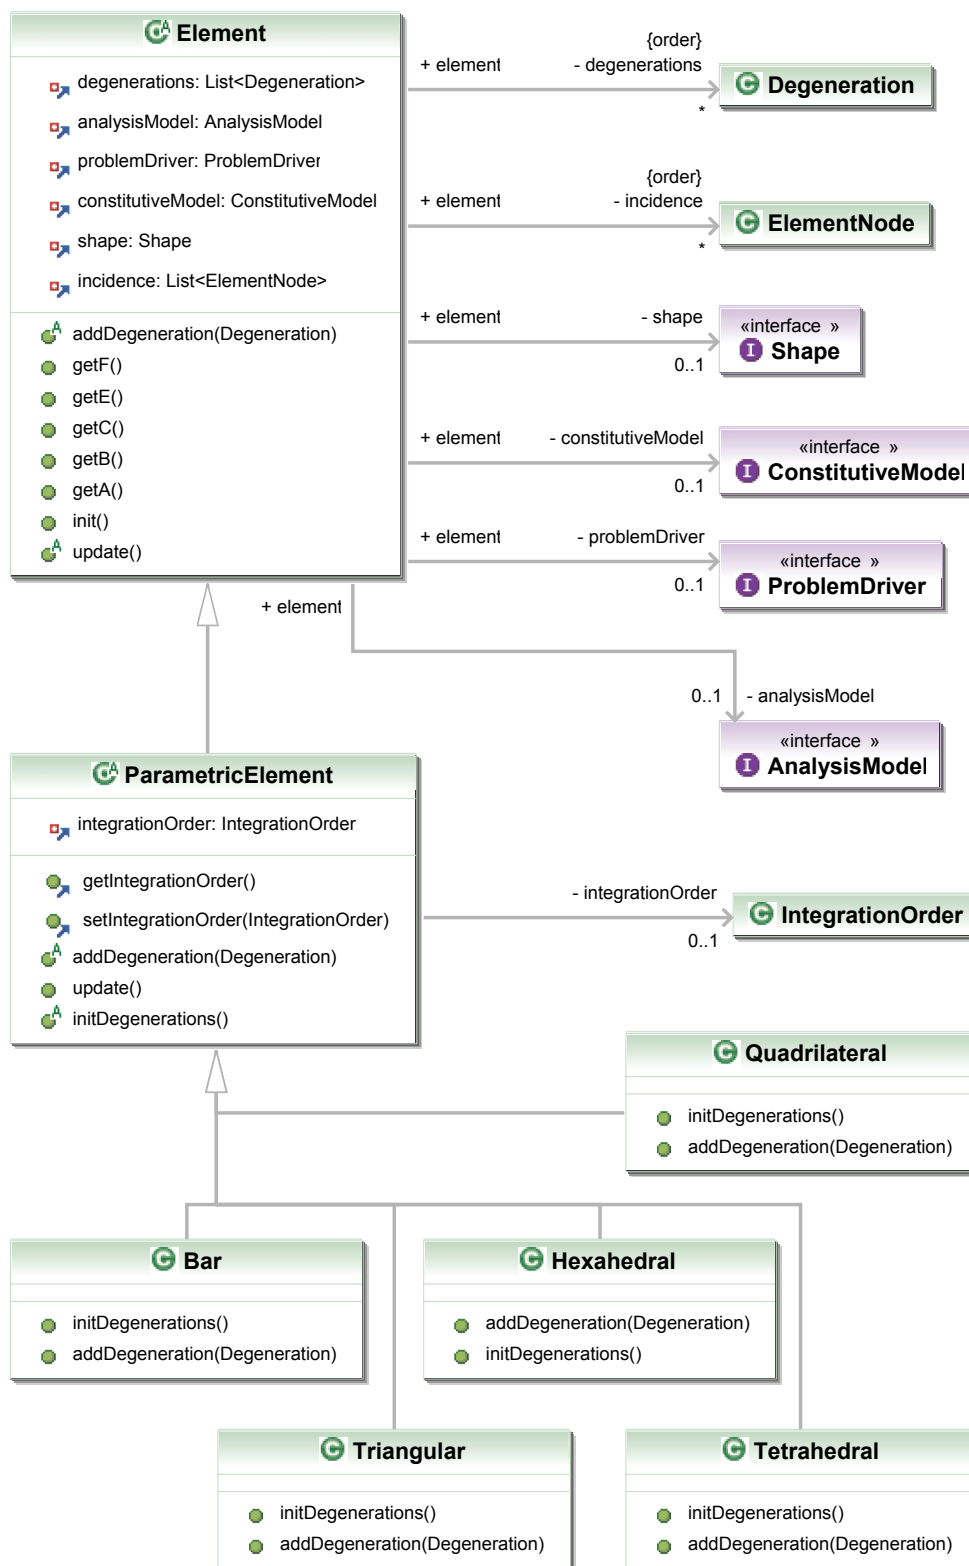 Element
degenerations: List<Degeneration>
analysisModel: AnalysisModel
problemDriver: ProblemDriver
constitutiveModel: ConstitutiveModel
shape: Shape
incidence: List<ElementNode>
addDegeneration(Degeneration)
getF()
getE()
getC()
getB()
getA()
init()
update()
{order}
+ element - degenerations
*
Degeneration
{order}
+ element - incidence
*
ElementNode
+ element - shape
0..1
«interface »
Shape
+ element - constitutiveModel
0..1
«interface »
ConstitutiveModel
+ element - problemDriver
0..1
«interface »
ProblemDriver
+ element
0..1 - analysisModel
«interface »
AnalysisModel
ParametricElement
integrationOrder: IntegrationOrder
getIntegrationOrder()
setIntegrationOrder(IntegrationOrder)
addDegeneration(Degeneration)
update()
initDegenerations()
- integrationOrder
0..1
IntegrationOrder
Quadrilateral
initDegenerations()
addDegeneration(Degeneration)
Bar
initDegenerations()
addDegeneration(Degeneration)
Hexahedral
addDegeneration(Degeneration)
initDegenerations()
Triangular
initDegenerations()
addDegeneration(Degeneration)
Tetrahedral
initDegenerations()
addDegeneration(Degeneration)